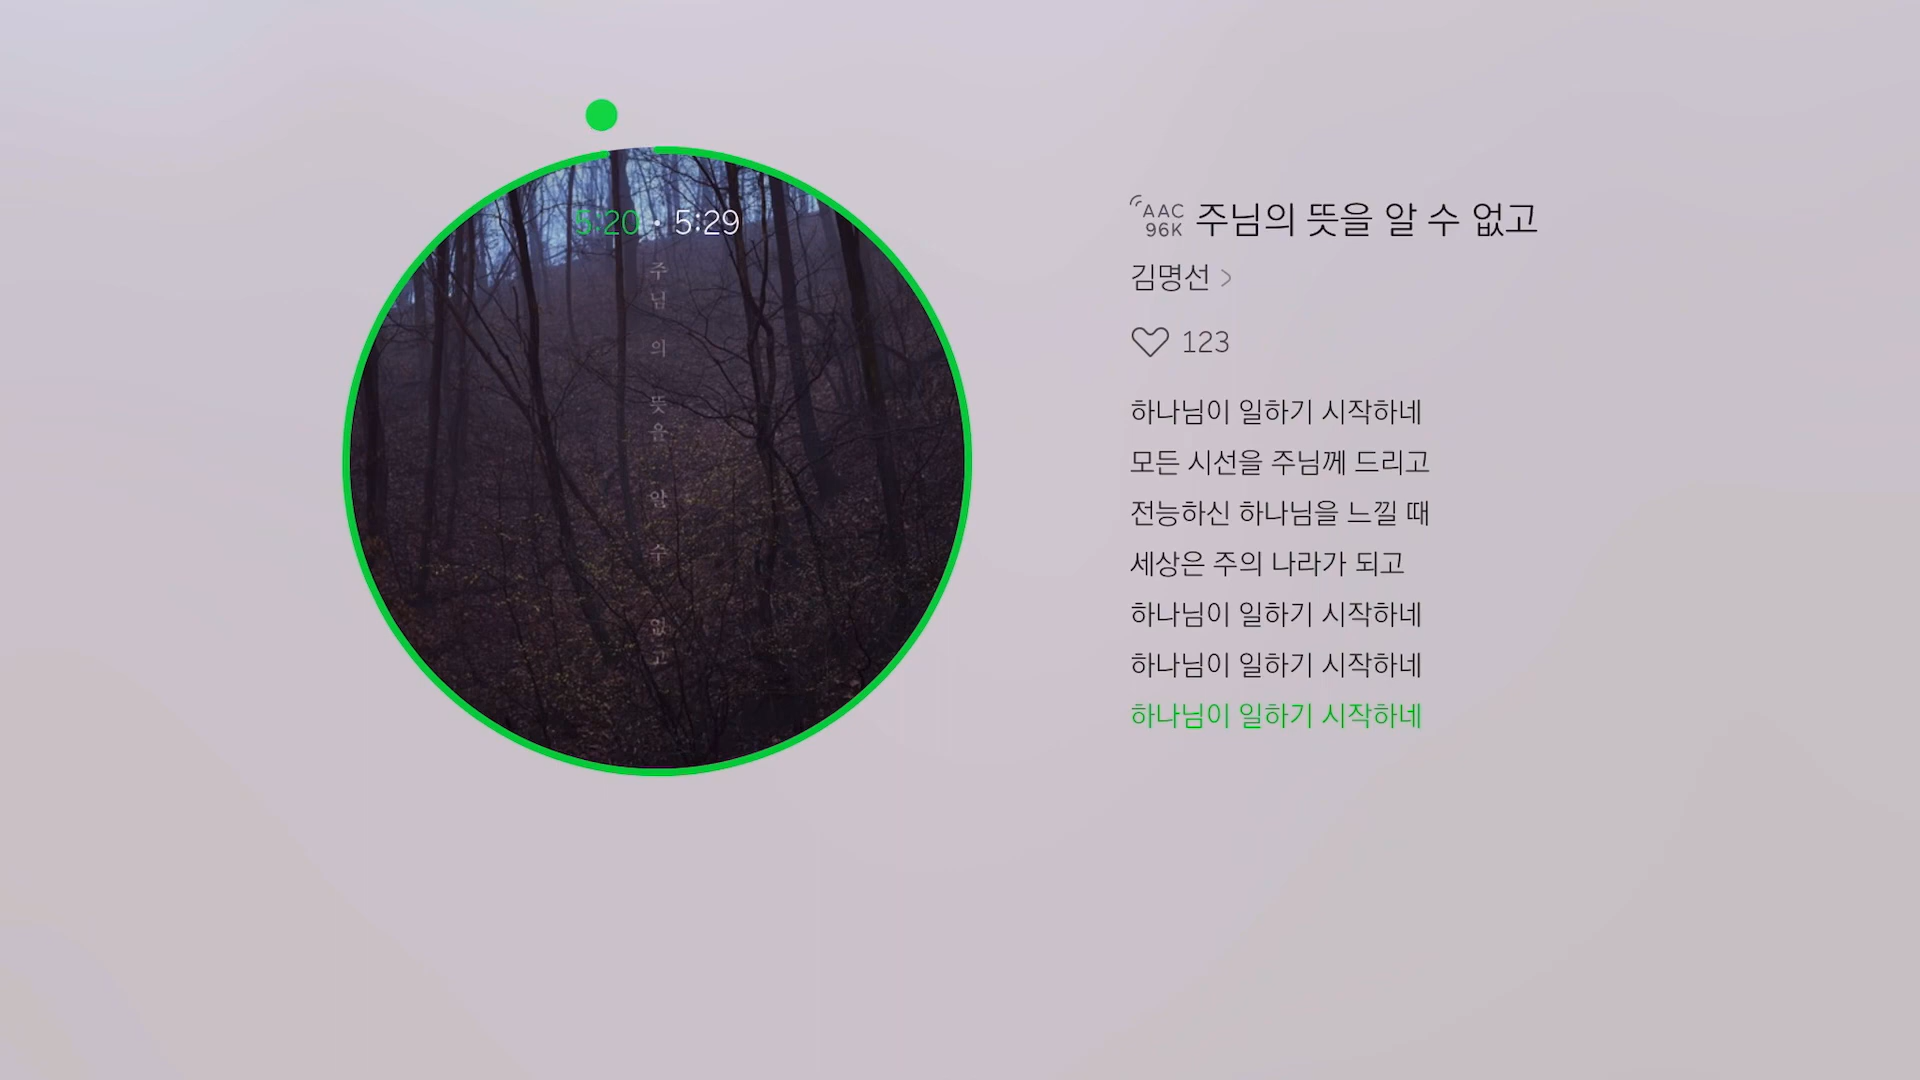 5:20 · 5:29
주님의 뜻을 알 수 없고
AAC
96K
주님의 뜻을 알 수 없고
김명선 >
123
하나님이 일하기 시작하네
모든 시선을 주님께 드리고
전능하신 하나님을 느낄 때
세상은 주의 나라가 되고
하나님이 일하기 시작하네
하나님이 일하기 시작하네
하나님이 일하기 시작하네